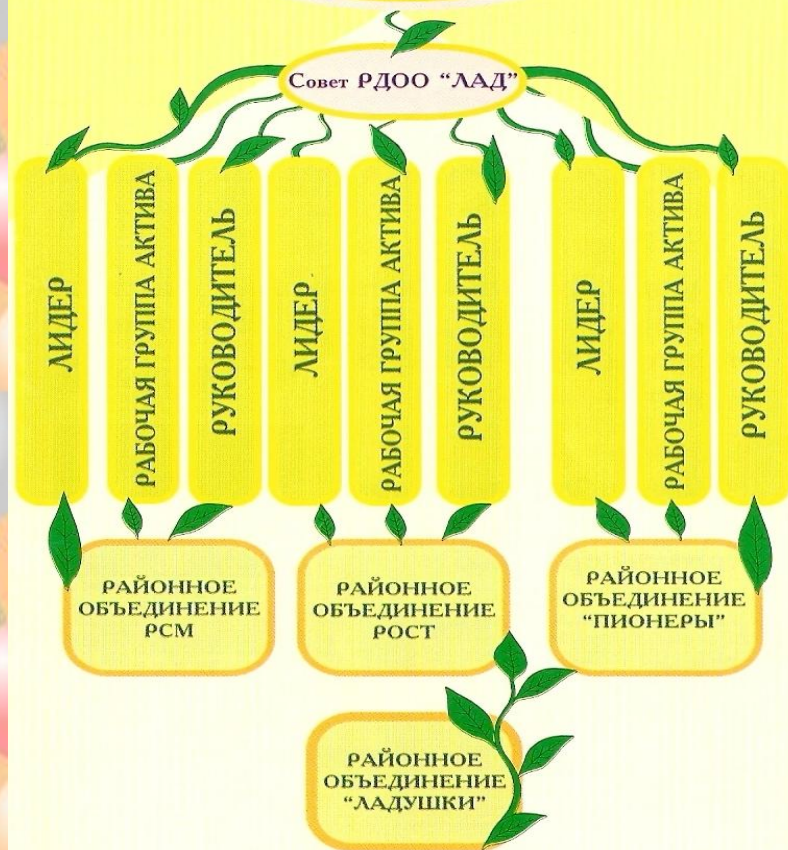 Совет РДОО “ЛАД”
ЛИДЕР
РАБОЧАЯ ГРУППА АКТИВА
РУКОВОДИТЕЛЬ
ЛИДЕР
РАБОЧАЯ ГРУППА АКТИВА
РУКОВОДИТЕЛЬ
ЛИДЕР
РАБОЧАЯ ГРУППА АКТИВА
РУКОВОДИТЕЛЬ
РАЙОННОЕ
ОБЪЕДИНЕНИЕ
РСМ
РАЙОННОЕ
ОБЪЕДИНЕНИЕ
РОСТ
РАЙОННОЕ
ОБЪЕДИНЕНИЕ
“ПИОНЕРЫ”
РАЙОННОЕ
ОБЪЕДИНЕНИЕ
“ЛАДУШКИ”